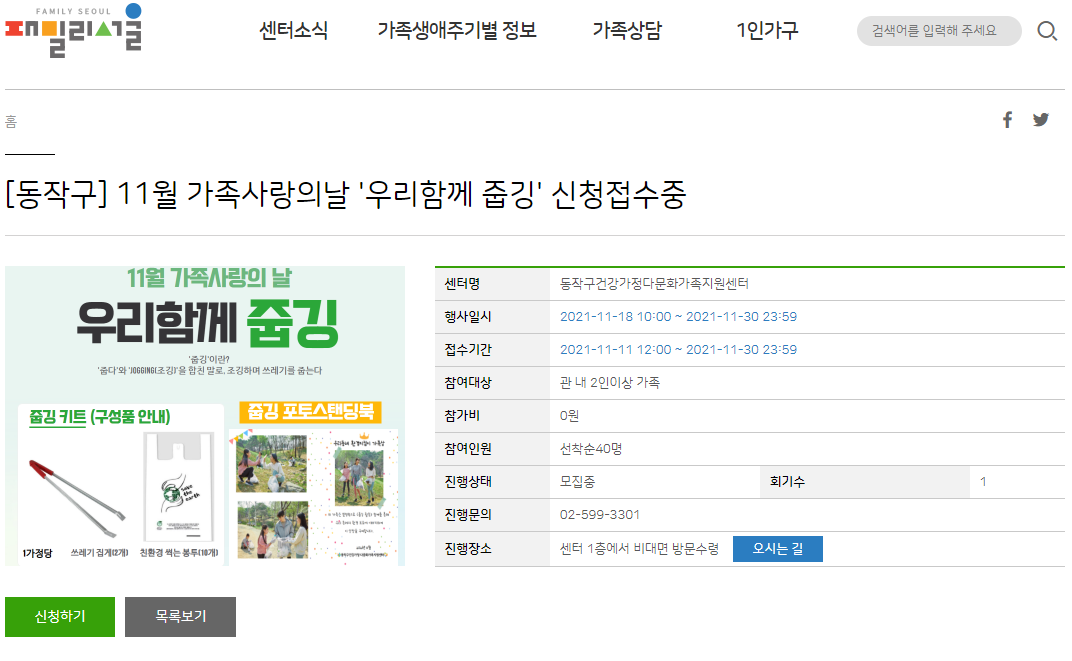 FAMILY SEOUL
패밀리서울
센터소식 가족생애주기별 정보 가족상담 1인가구
검색어를 입력해 주세요
홈
[동작구] 11월 가족사랑의날 '우리함께 줍깅' 신청접수중
11월 가족사랑의 날
우리함께 줍깅
'줍깅'이란?
'줍다'와 'JOGGING(조깅)'을 합친 말로, 조깅하며 쓰레기를 줍는다
줍깅 키트 (구성품 안내)
save
the
earth
1가정당 쓰레기 집게(2개) 친환경 썩는 봉투(10개)
줍깅 포토스탠딩북
센터명 동작구건강가정다문화가족지원센터
행사일시 2021-11-18 10:00 ~ 2021-11-30 23:59
접수기간 2021-11-11 12:00 ~ 2021-11-30 23:59
참여대상 관 내 2인이상 가족
참가비 0원
참여인원 선착순40명
진행상태 모집중 회기수 1
진행문의 02-599-3301
진행장소 센터 1층에서 비대면 방문수령 오시는 길
신청하기 목록보기